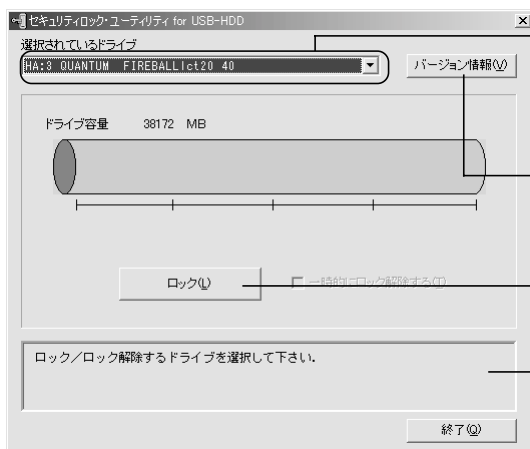 セキュリティロック・ユーティリティ for USB-HDD
選択されているドライブ
HA:3 QUANTUM FIREBALLlct20 40
バージョン情報(V)
ドライブ容量 38172 MB
ロック(L)
一時的にロック解除する(T)
ロック/ロック解除するドライブを選択して下さい.
終了(Q)